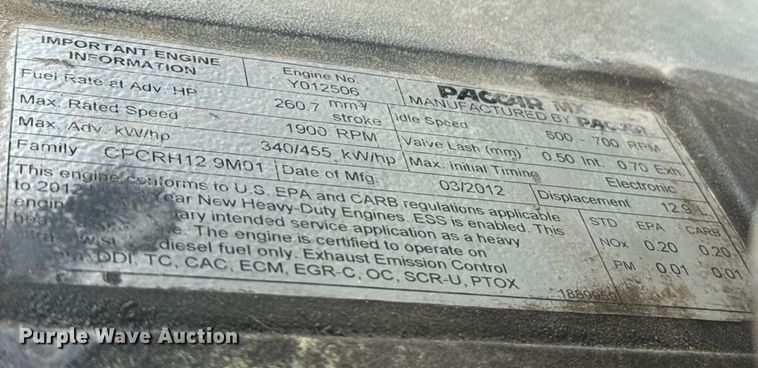 IMPORTANT ENGINE INFORMATION
Engine No. Y012506
PACCAR MX
MANUFACTURED BY PACCAR
Fuel Rate at Adv. HP 260.7 mm³/ stroke
Idle Speed 500 - 700 RPM
Max. Rated Speed 1900 RPM
Valve Lash (mm) 0.50 Int. 0.70 Exh.
Max. Adv. kW/hp 340/455 kW/hp
Max. Initial Timing Electronic
Family CPCRH12.9M01
Date of Mfg. 03/2012
Displacement 12.9 L
This engine conforms to U.S. EPA and CARB regulations applicable
to 2012 Year New Heavy-Duty Engines. ESS is enabled. This
intended service application as a heavy
The engine is certified to operate on
diesel fuel only. Exhaust Emission Control
DDI, TC, CAC, ECM, EGR-C, OC, SCR-U, PTOX
STD EPA CARB
NOX 0.20 0.20
PM 0.01 0.01
Purple Wave Auction